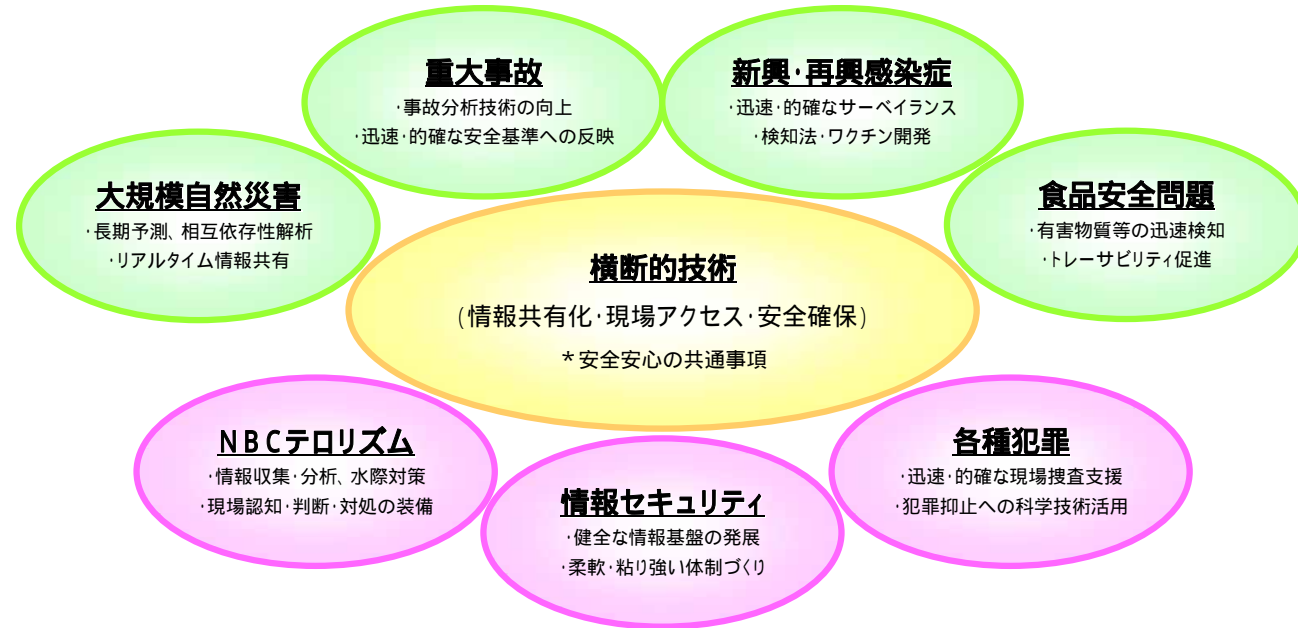 重大事故
・事故分析技術の向上
・迅速・的確な安全基準への反映
新興・再興感染症
・迅速・的確なサーベイランス
・検知法・ワクチン開発
大規模自然災害
・長期予測、相互依存性解析
・リアルタイム情報共有
食品安全問題
・有害物質等の迅速検知
・トレーサビリティ促進
横断的技術
(情報共有化・現場アクセス・安全確保)
*安全安心の共通事項
NBCテロリズム
・情報収集・分析、水際対策
・現場認知・判断・対処の装備
情報セキュリティ
・健全な情報基盤の発展
・柔軟・粘り強い体制づくり
各種犯罪
・迅速・的確な現場捜査支援
・犯罪抑止への科学技術活用